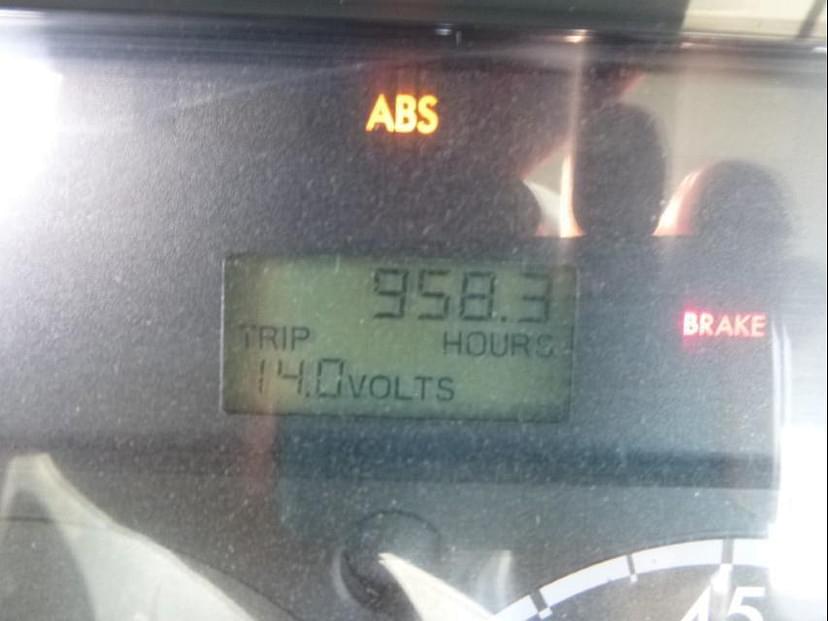 ABS
958.3
BRAKE
TRIP HOURS
14.0 VOLTS
45